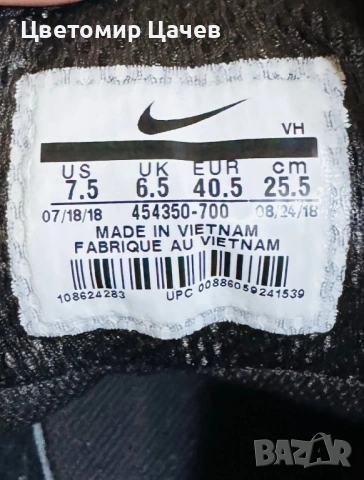 Цветомир Цачев
VH
US UK EUR cm
7.5 6.5 40.5 25.5
07/18/18 454350-700 08/24/18
MADE IN VIETNAM
FABRIQUE AU VIETNAM
108624283 UPC 00886059241539
BAZAR